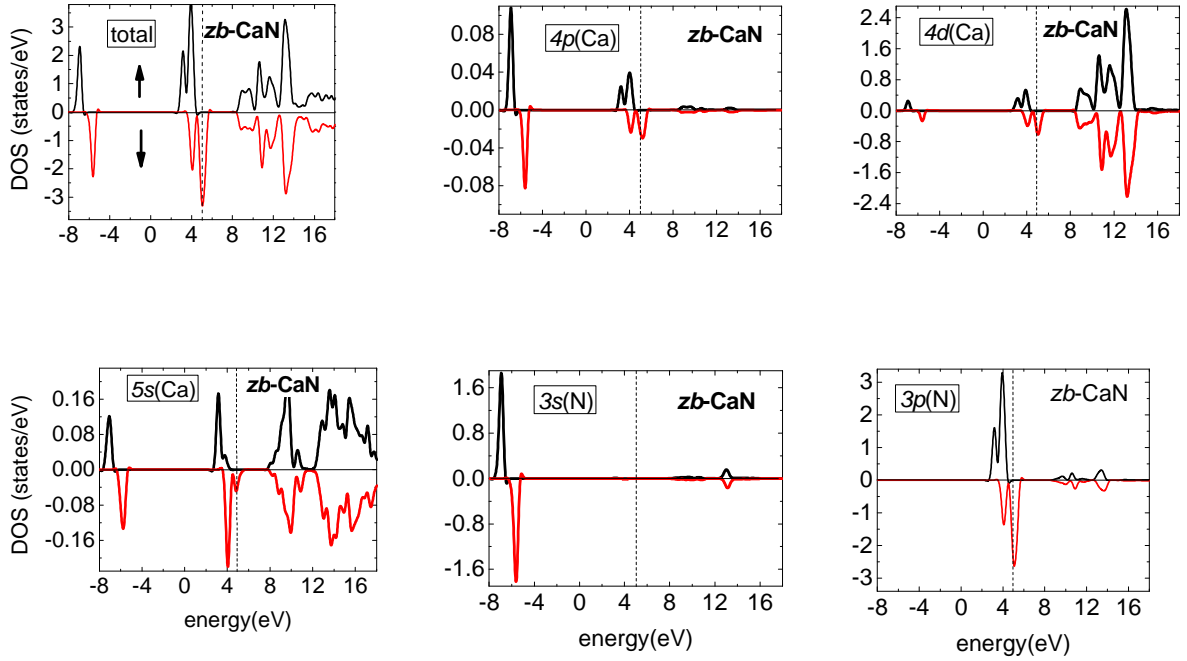 total
zb-CaN
3
2
1
0
-1
-2
-3
DOS (states/eV)
-8 -4 0 4 8 12 16
4p(Ca)
zb-CaN
0.08
0.04
0.00
-0.04
-0.08
-8 -4 0 4 8 12 16
4d(Ca)
zb-CaN
2.4
1.6
0.8
0.0
-0.8
-1.6
-2.4
-8 -4 0 4 8 12 16
5s(Ca)
zb-CaN
0.16
0.08
0.00
-0.08
-0.16
DOS (states/eV)
-8 -4 0 4 8 12 16
energy(eV)
3s(N)
zb-CaN
1.6
0.8
0.0
-0.8
-1.6
-8 -4 0 4 8 12 16
energy(eV)
3p(N)
zb-CaN
3
2
1
0
-1
-2
-3
-8 -4 0 4 8 12 16
energy(eV)